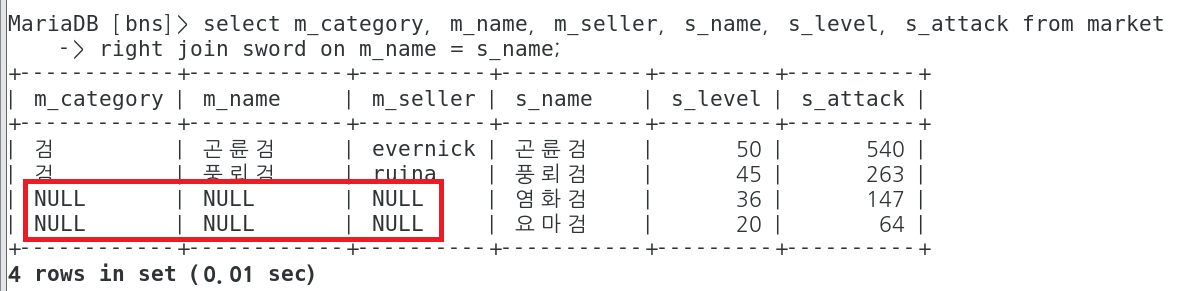 MariaDB [bns]> select m_category, m_name, m_seller, s_name, s_level, s_attack from market
    -> right join sword on m_name = s_name;
+------------+-----------+----------+-----------+---------+----------+
| m_category | m_name    | m_seller | s_name    | s_level | s_attack |
+------------+-----------+----------+-----------+---------+----------+
| 검         | 곤륜검    | evernick | 곤륜검    |      50 |      540 |
| 검         | 풍뢰검    | ruina    | 풍뢰검    |      45 |      263 |
| NULL       | NULL      | NULL     | 염화검    |      36 |      147 |
| NULL       | NULL      | NULL     | 요마검    |      20 |       64 |
+------------+-----------+----------+-----------+---------+----------+
4 rows in set (0.01 sec)